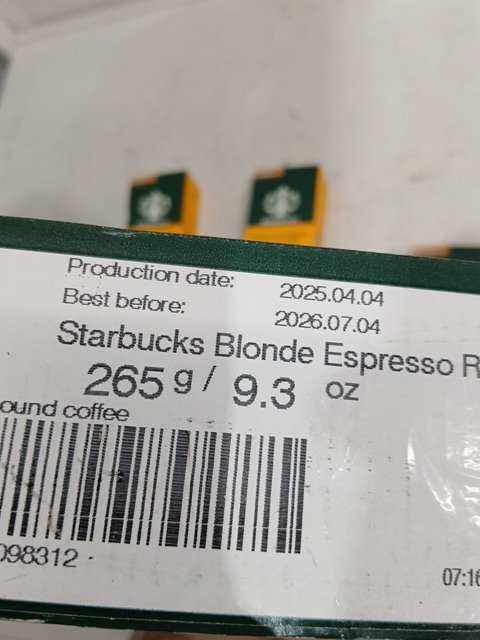 Production date: 2025.04.04
Best before: 2026.07.04
Starbucks Blonde Espresso R
265 g / 9.3 oz
ound coffee
098312
07:16